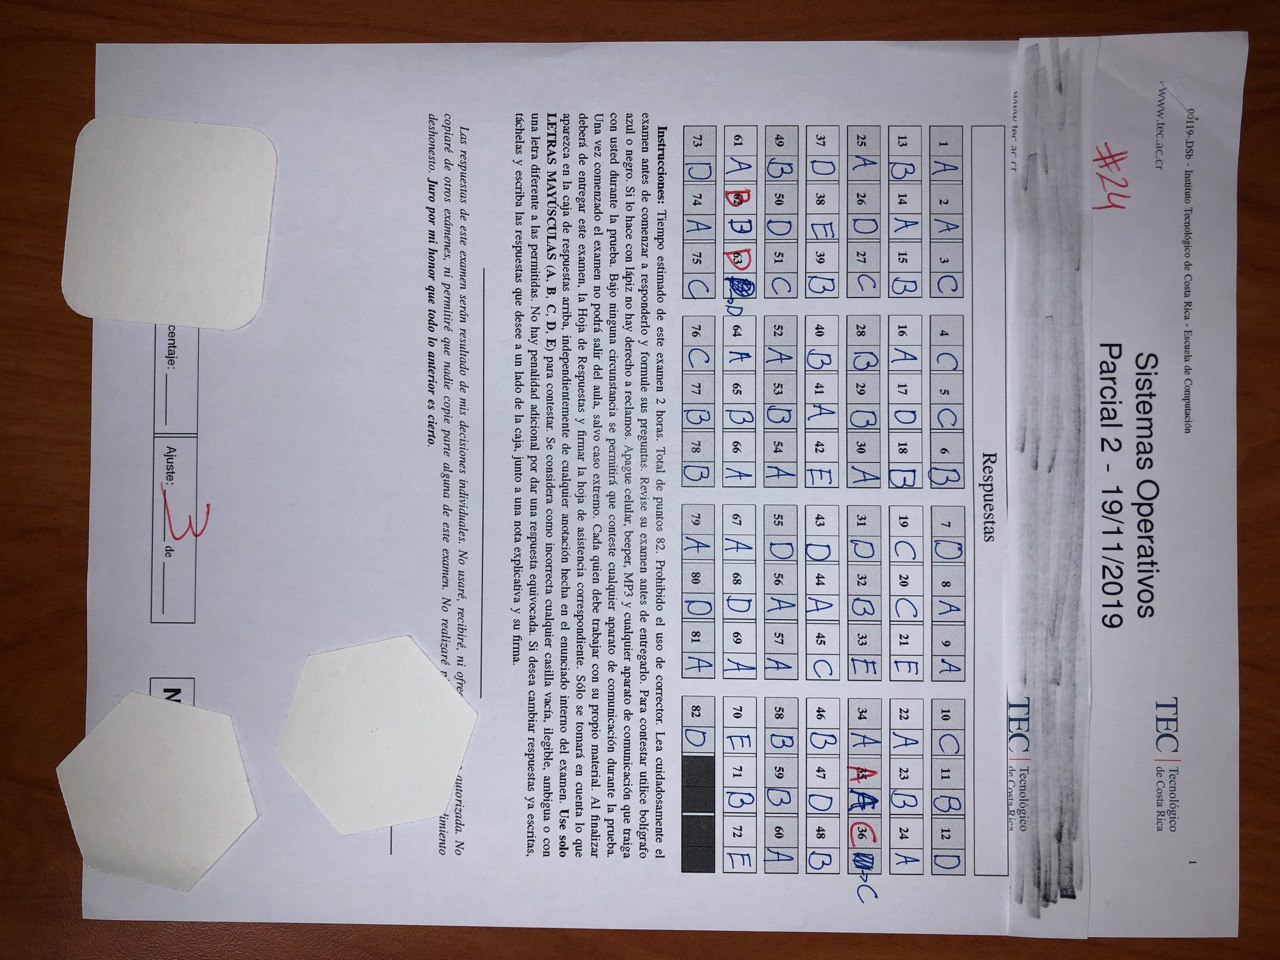 00119-DSb - Instituto Tecnológico de Costa Rica - Escuela de Computación 1
www.tec.ac.cr
TEC | Tecnológico
de Costa Rica
#24
Sistemas Operativos
Parcial 2 - 19/11/2019
www.tec.ac.cr
TEC | Tecnológico
de Costa Rica
Respuestas
1 A 2 A 3 C 4 C 5 C 6 B 7 D 8 A 9 A 10 C 11 B 12 D
13 B 14 A 15 B 16 A 17 D 18 B 19 C 20 C 21 E 22 A 23 B 24 A
25 A 26 D 27 C 28 B 29 B 30 A 31 D 32 B 33 E 34 A 35 A A 36 C →C
37 D 38 E 39 B 40 B 41 A 42 E 43 D 44 A 45 C 46 B 47 D 48 B
49 B 50 D 51 C 52 A 53 B 54 A 55 D 56 A 57 A 58 B 59 B 60 A
61 A 62 B B 63 D →D 64 A 65 B 66 A 67 A 68 D 69 A 70 E 71 B 72 E
73 D 74 A 75 C 76 C 77 B 78 B 79 A 80 D 81 A 82 D
Instrucciones: Tiempo estimado de este examen 2 horas. Total de puntos 82. Prohibido el uso de corrector. Lea cuidadosamente el
examen antes de comenzar a responderlo y formule sus preguntas. Revise su examen antes de entregarlo. Para contestar utilice bolígrafo
azul o negro. Si lo hace con lápiz no hay derecho a reclamos. Apague celular, beeper, MP3 y cualquier aparato de comunicación que traiga
con usted durante la prueba. Bajo ninguna circunstancia se permitirá que conteste cualquier aparato de comunicación durante la prueba.
Una vez comenzado el examen no podrá salir del aula, salvo caso extremo. Cada quien debe trabajar con su propio material. Al finalizar
deberá de entregar este examen, la Hoja de Respuestas y firmar la hoja de asistencia correspondiente. Sólo se tomará en cuenta lo que
aparezca en la caja de respuestas arriba, independientemente de cualquier anotación hecha en el enunciado interno del examen. Use solo
LETRAS MAYÚSCULAS (A, B, C, D, E) para contestar. Se considera como incorrecta cualquier casilla vacía, ilegible, ambigua o con
una letra diferente a las permitidas. No hay penalidad adicional por dar una respuesta equivocada. Si desea cambiar respuestas ya escritas,
táchelas y escriba las respuestas que desee a un lado de la caja, junto a una nota explicativa y su firma.
Las respuestas de este examen serán resultado de mis decisiones individuales. No usaré, recibiré, ni autorizada. No
copiaré de otros exámenes, ni permitiré que nadie copie parte alguna de este examen. No realizaré
deshonesto. Juro por mi honor que todo lo anterior es cierto.
centaje: Ajuste: 3 de
N